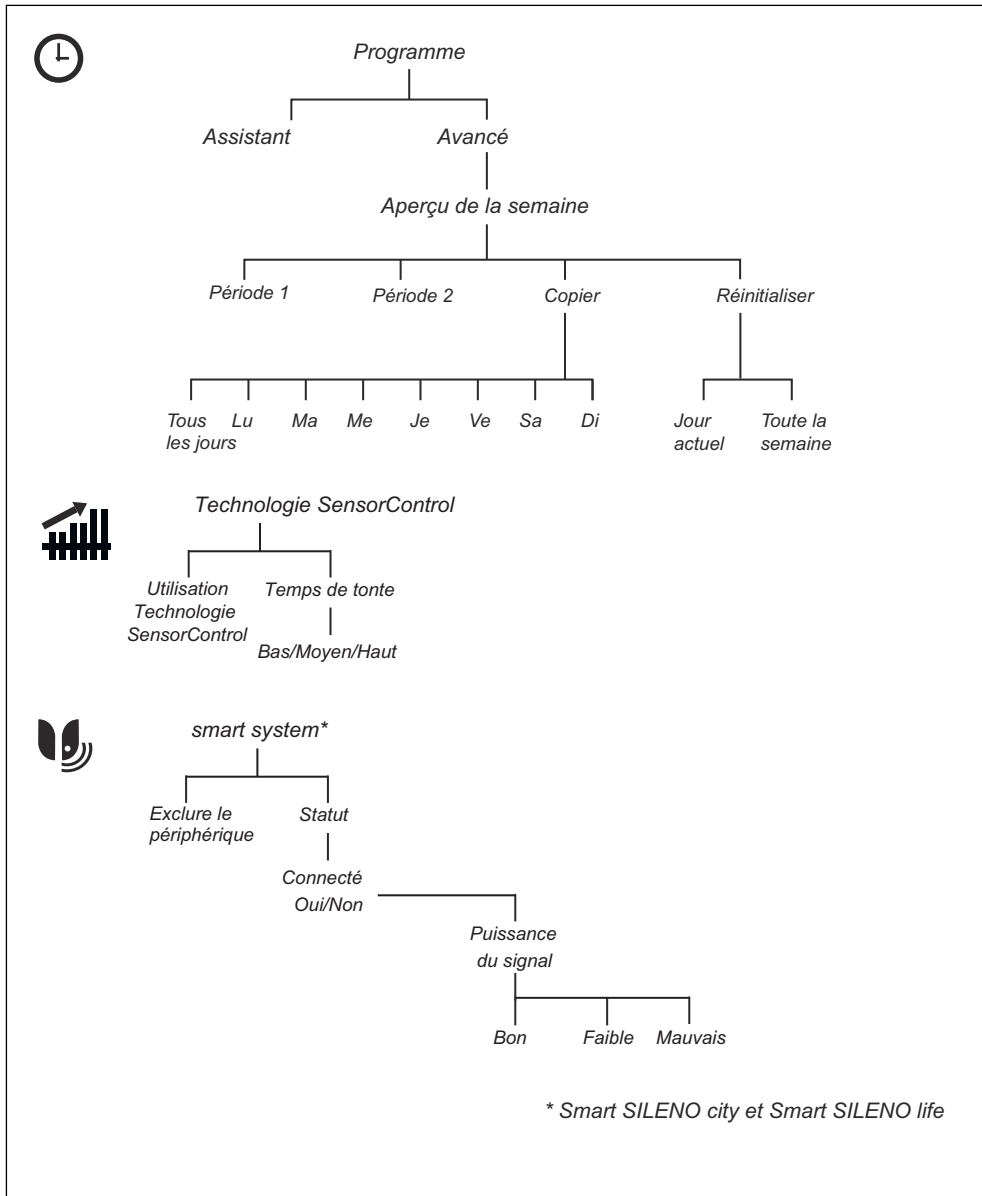 Programme
Assistant Avancé
Aperçu de la semaine
Période 1 Période 2 Copier Réinitialiser
Tous Lu Ma Me Je Ve Sa Di Jour Toute la
les jours actuel semaine
Technologie SensorControl
Utilisation Temps de tonte
Technologie
SensorControl
Bas/Moyen/Haut
smart system*
Exclure le Statut
périphérique
Connecté
Oui/Non
Puissance
du signal
Bon Faible Mauvais
* Smart SILENO city et Smart SILENO life